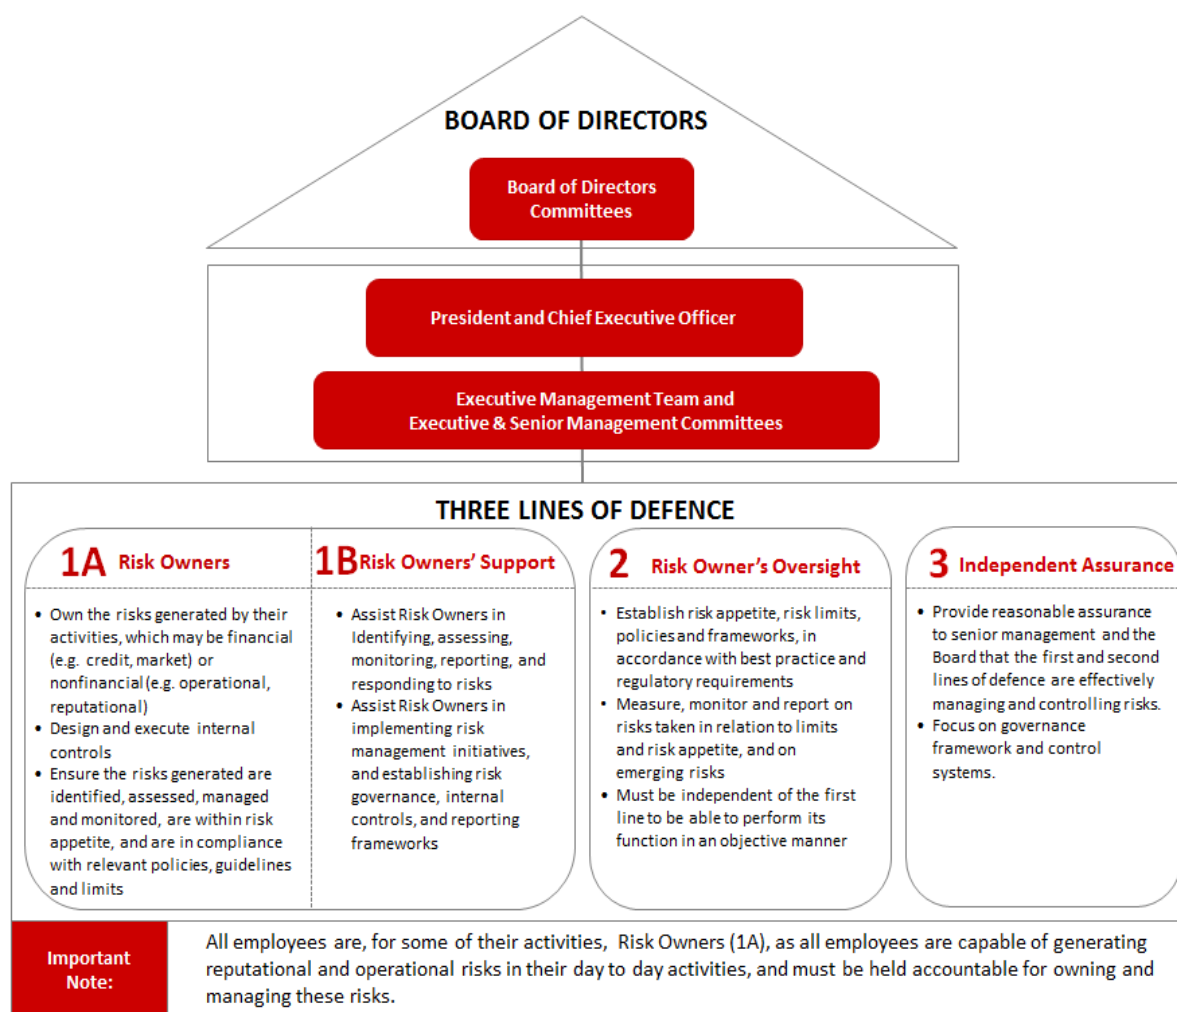 BOARD OF DIRECTORS
Board of Directors
Committees
President and Chief Executive Officer
Executive Management Team and
Executive & Senior Management Committees
THREE LINES OF DEFENCE
1A Risk Owners
• Own the risks generated by their
activities, which may be financial
(e.g. credit, market) or
nonfinancial (e.g. operational,
reputational)
• Design and execute internal
controls
• Ensure the risks generated are
identified, assessed, managed
and monitored, are within risk
appetite, and are in compliance
with relevant policies, guidelines
and limits
1B Risk Owners' Support
• Assist Risk Owners in
Identifying, assessing,
monitoring, reporting, and
responding to risks
• Assist Risk Owners in
implementing risk
management initiatives,
and establishing risk
governance, internal
controls, and reporting
frameworks
2 Risk Owner's Oversight
• Establish risk appetite, risk limits,
policies and frameworks, in
accordance with best practice and
regulatory requirements
• Measure, monitor and report on
risks taken in relation to limits
and risk appetite, and on
emerging risks
• Must be independent of the first
line to be able to perform its
function in an objective manner
3 Independent Assurance
• Provide reasonable assurance
to senior management and the
Board that the first and second
lines of defence are effectively
managing and controlling risks.
• Focus on governance
framework and control
systems.
Important
Note:
All employees are, for some of their activities, Risk Owners (1A), as all employees are capable of generating
reputational and operational risks in their day to day activities, and must be held accountable for owning and
managing these risks.